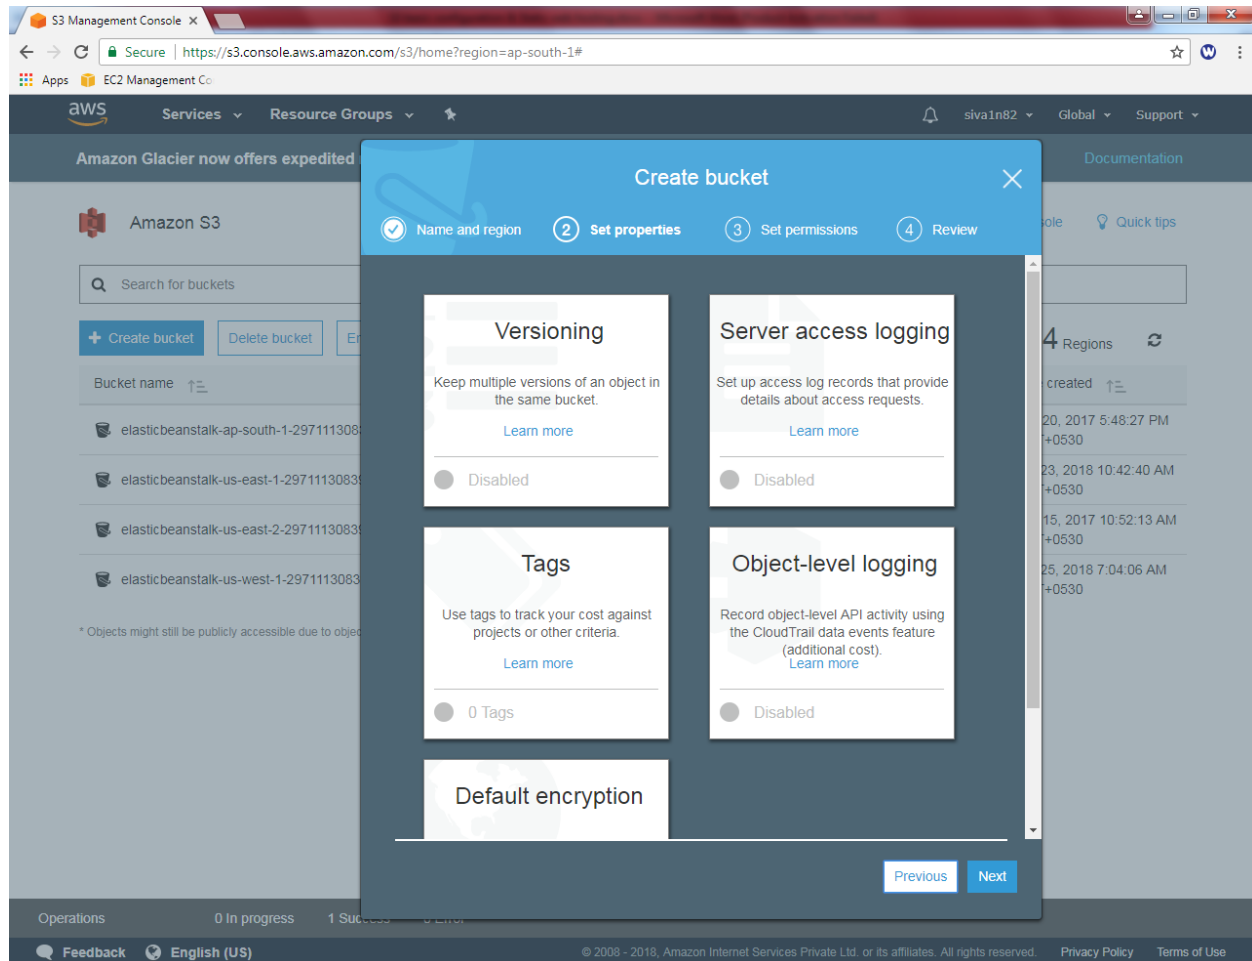 S3 Management Console
Secure | https://s3.console.aws.amazon.com/s3/home?region=ap-south-1#
Apps EC2 Management Co
aws Services Resource Groups siva1n82 Global Support
Amazon Glacier now offers expedited Documentation
Create bucket
Amazon S3 Quick tips
Name and region 2 Set properties 3 Set permissions 4 Review
Search for buckets
Create bucket Delete bucket 4 Regions
Bucket name created
elasticbeanstalk-ap-south-1-297111308
20, 2017 5:48:27 PM
+0530
elasticbeanstalk-us-east-1-2971113083
23, 2018 10:42:40 AM
+0530
elasticbeanstalk-us-east-2-297111308
15, 2017 10:52:13 AM
+0530
elasticbeanstalk-us-west-1-2971113083
25, 2018 7:04:06 AM
+0530
* Objects might still be publicly accessible due to
Versioning
Keep multiple versions of an object in
the same bucket.
Learn more
Disabled
Server access logging
Set up access log records that provide
details about access requests.
Learn more
Disabled
Tags
Use tags to track your cost against
projects or other criteria.
Learn more
0 Tags
Object-level logging
Record object-level API activity using
the CloudTrail data events feature
(additional cost).
Learn more
Disabled
Default encryption
Previous Next
Operations 0 In progress 1
Feedback English (US) © 2008 - 2018, Amazon Internet Services Private Ltd. or its affiliates. All rights reserved. Privacy Policy Terms of Use